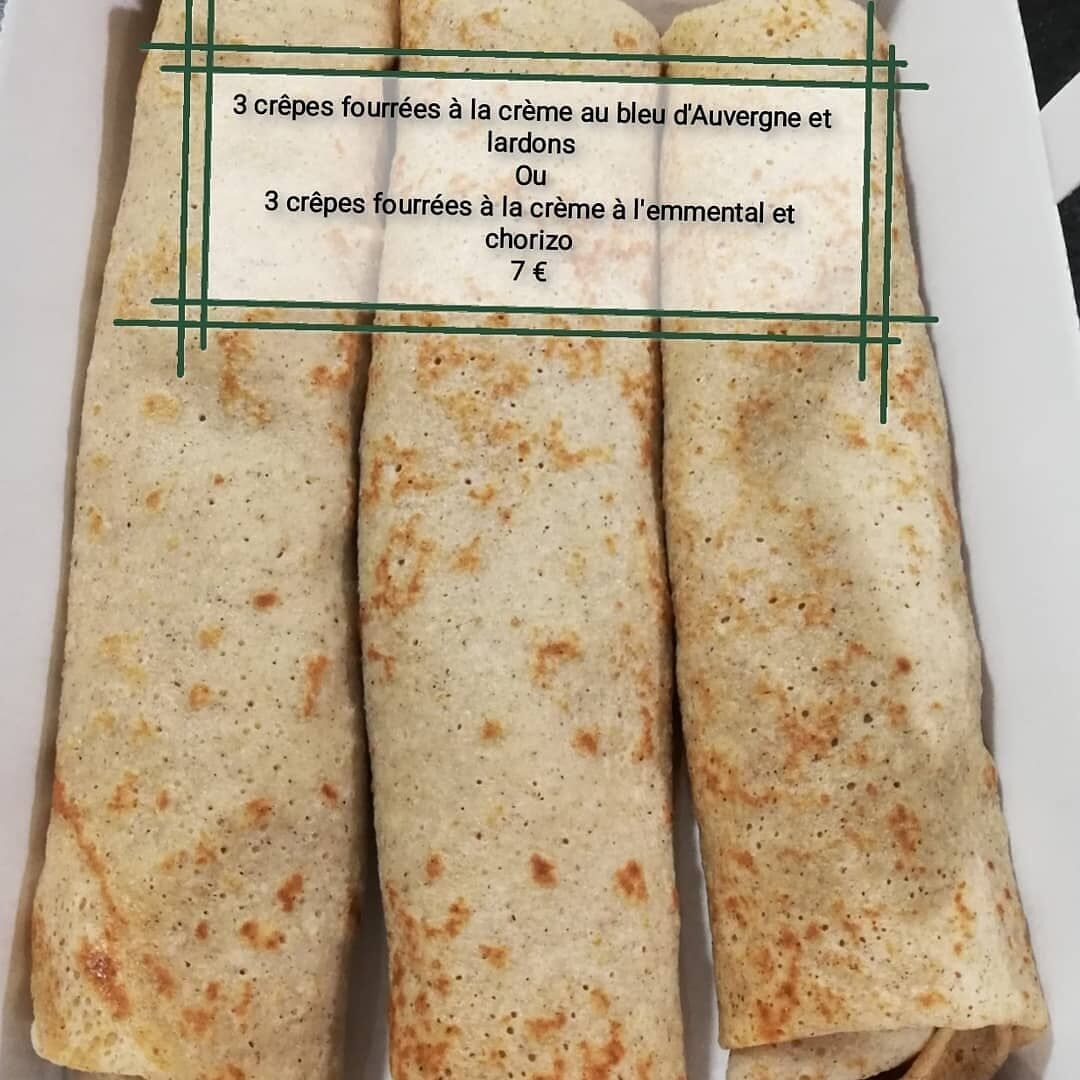 3 crêpes fourrées à la crème au bleu d'Auvergne et
lardons
Ou
3 crêpes fourrées à la crème à l'emmental et
chorizo
7 €